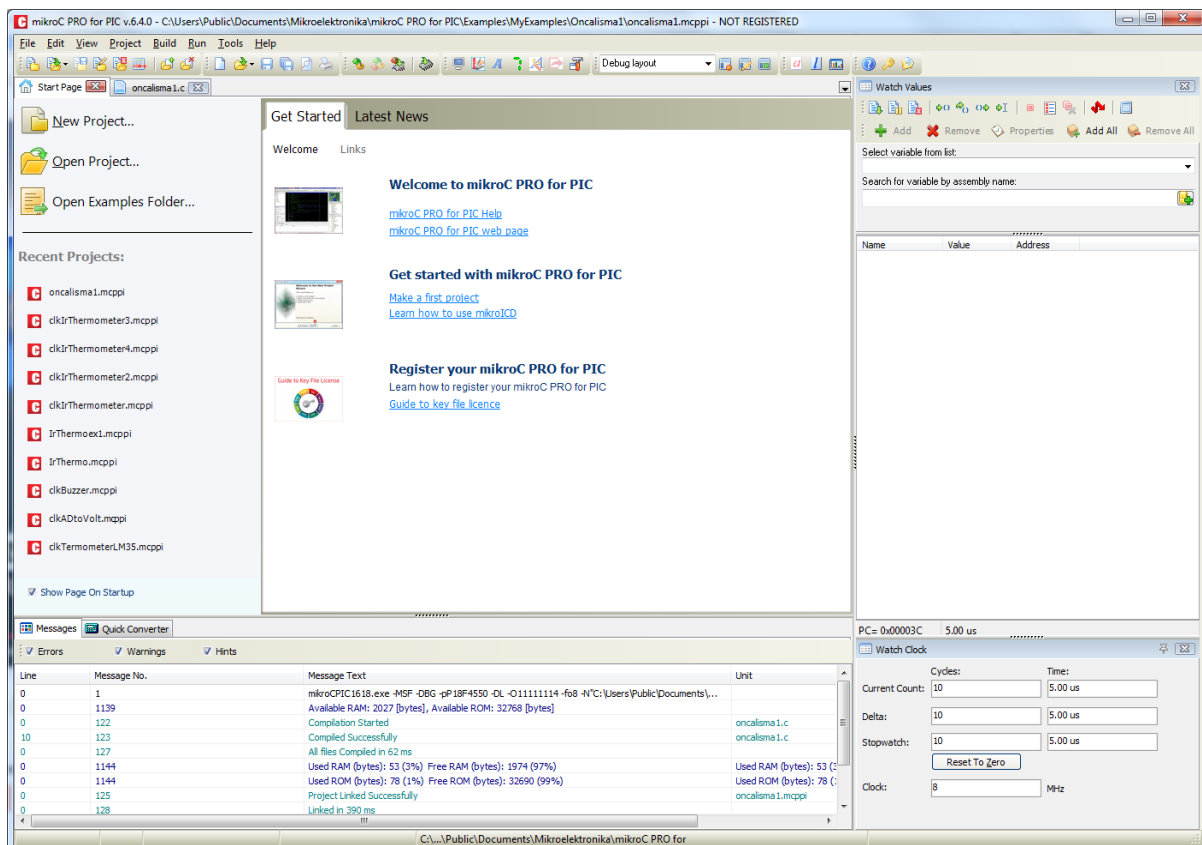 mikroC PRO for PIC v.6.4.0 - C:\Users\Public\Documents\Mikroelektronika\mikroC PRO for PIC\Examples\MyExamples\Oncalisma1\oncalisma1.mcppi - NOT REGISTERED
File Edit View Project Build Run Tools Help
Debug layout
Start Page oncalisma1.c
New Project...
Open Project...
Open Examples Folder...
Recent Projects:
oncalisma1.mcppi
clkIrThermometer3.mcppi
clkIrThermometer4.mcppi
clkIrThermometer2.mcppi
clkIrThermometer.mcppi
IrThermoex1.mcppi
IrThermo.mcppi
clkBuzzer.mcppi
clkADtoVolt.mcppi
clkTermometerLM35.mcppi
Show Page On Startup
Get Started Latest News
Welcome Links
Welcome to mikroC PRO for PIC
mikroC PRO for PIC Help
mikroC PRO for PIC web page
Get started with mikroC PRO for PIC
Make a first project
Learn how to use mikroICD
Guide to Key File License
Register your mikroC PRO for PIC
Learn how to register your mikroC PRO for PIC
Guide to key file licence
Watch Values
Add Remove Properties Add All Remove All
Select variable from list:
Search for variable by assembly name:
Name Value Address
PC= 0x00003C 5.00 us
Watch Clock
Cycles: Time:
Current Count: 10 5.00 us
Delta: 10 5.00 us
Stopwatch: 10 5.00 us
Reset To Zero
Clock: 8 MHz
Messages Quick Converter
Errors Warnings Hints
Line Message No. Message Text Unit
0 1 mikroCPIC1618.exe -MSF -DBG -pP18F4550 -DL -O11111114 -fo8 -N"C:\Users\Public\Documents\...
0 1139 Available RAM: 2027 [bytes], Available ROM: 32768 [bytes]
0 122 Compilation Started oncalisma1.c
10 123 Compiled Successfully oncalisma1.c
0 127 All files Compiled in 62 ms
0 1144 Used RAM (bytes): 53 (3%) Free RAM (bytes): 1974 (97%) Used RAM (bytes): 53 (3
0 1144 Used ROM (bytes): 78 (1%) Free ROM (bytes): 32690 (99%) Used ROM (bytes): 78 (
0 125 Project Linked Successfully oncalisma1.mcppi
0 128 Linked in 390 ms
C:\...\Public\Documents\Mikroelektronika\mikroC PRO for